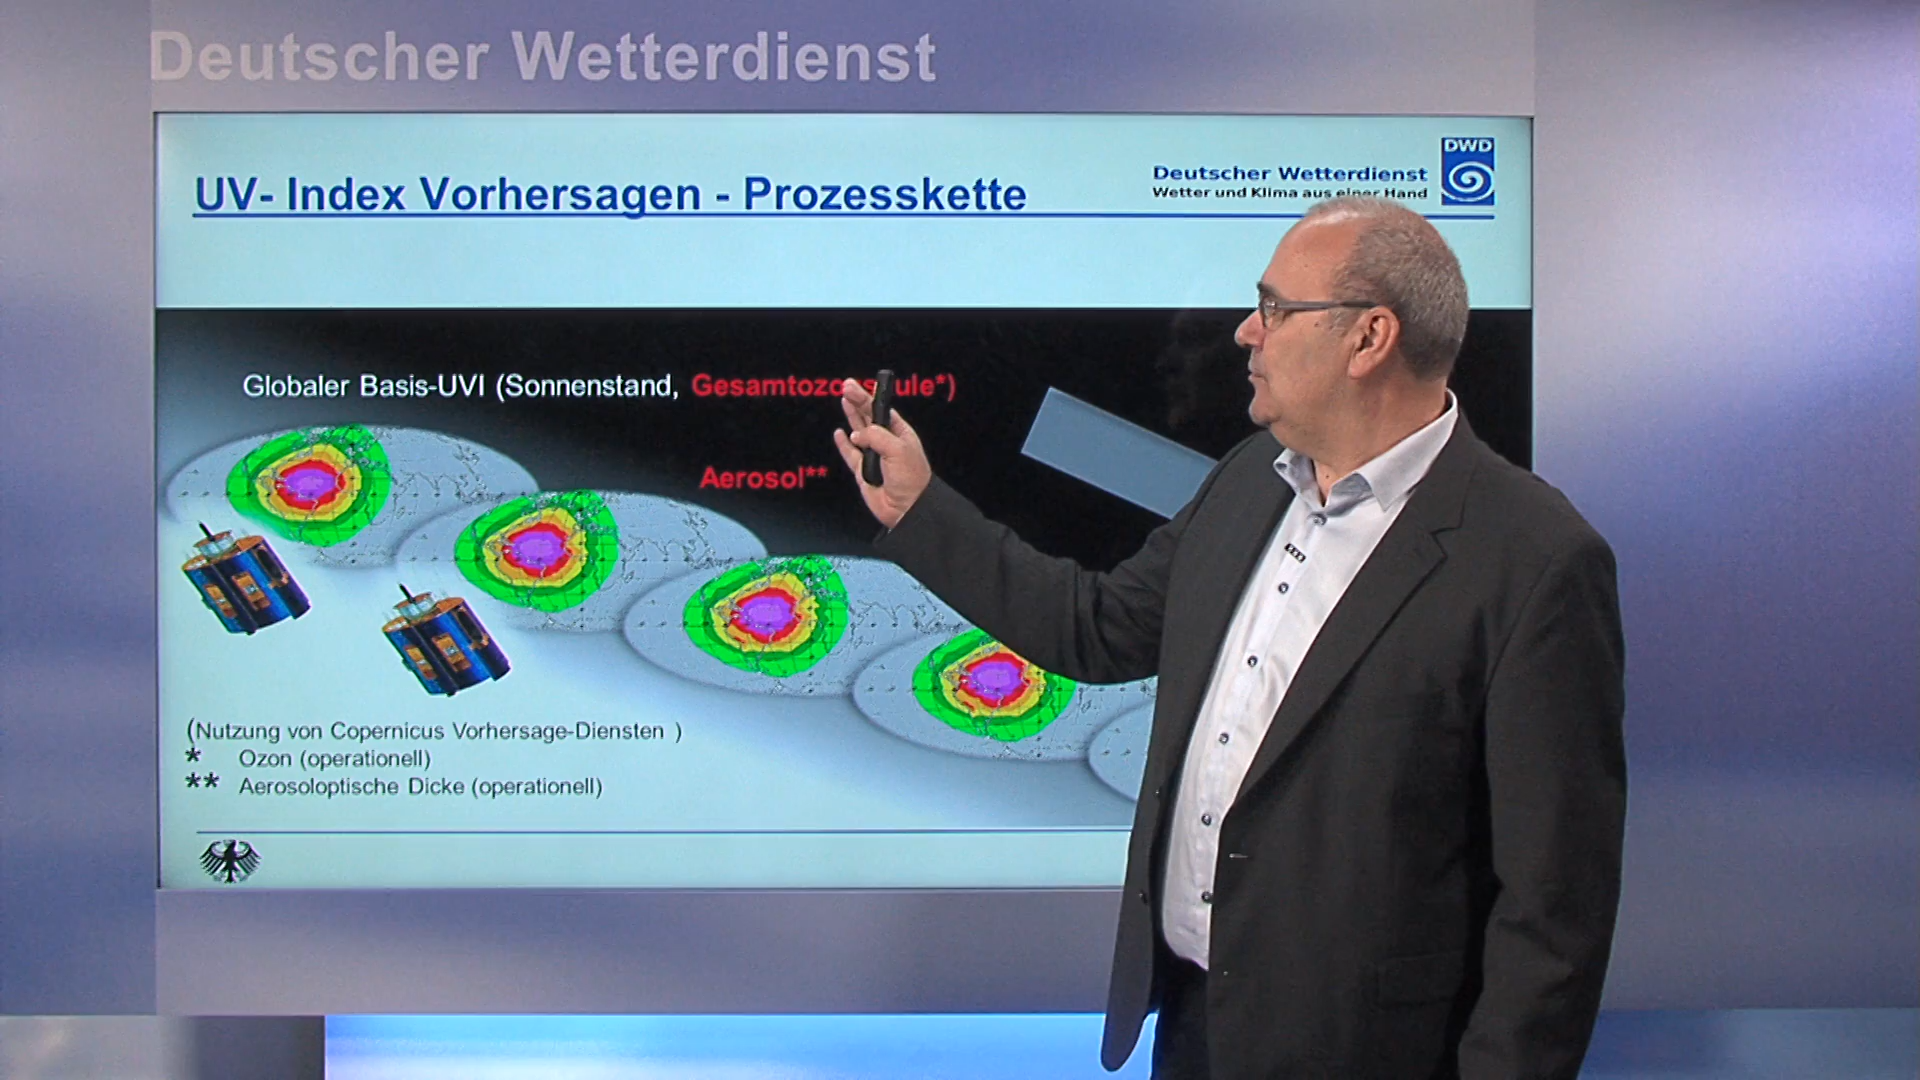 Deutscher Wetterdienst
DWD
Deutscher Wetterdienst
Wetter und Klima aus einer Hand
UV- Index Vorhersagen - Prozesskette
Globaler Basis-UVI (Sonnenstand,
Aerosol**
(Nutzung von Copernicus Vorhersage-Diensten )
* Ozon (operationell)
** Aerosoloptische Dicke (operationell)